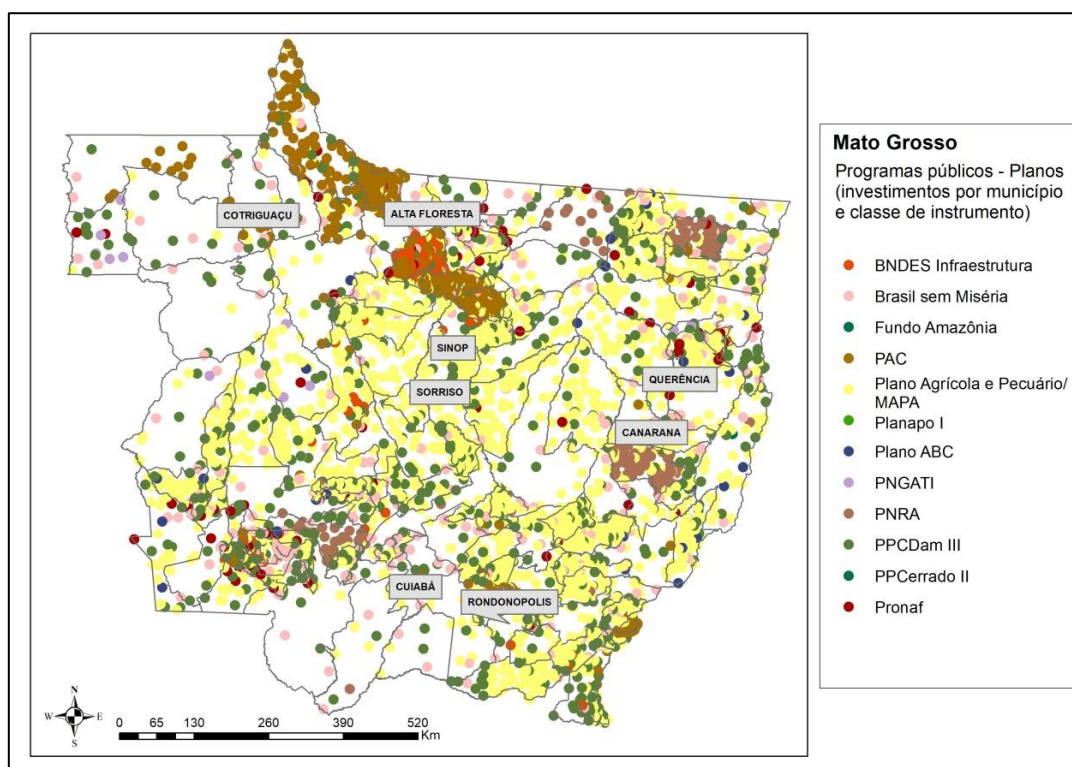 COTRIGUAÇU
ALTA FLORESTA
SINOP
SORRISO
QUERÊNCIA
CANARANA
CUIABÁ
RONDONOPOLIS
N
W E
S
0 65 130 260 390 520
Km
Mato Grosso
Programas públicos - Planos
(investimentos por município
e classe de instrumento)
BNDES Infraestrutura
Brasil sem Miséria
Fundo Amazônia
PAC
Plano Agrícola e Pecuário/
MAPA
Planapo I
Plano ABC
PNGATI
PNRA
PPCDam III
PPCerrado II
Pronaf